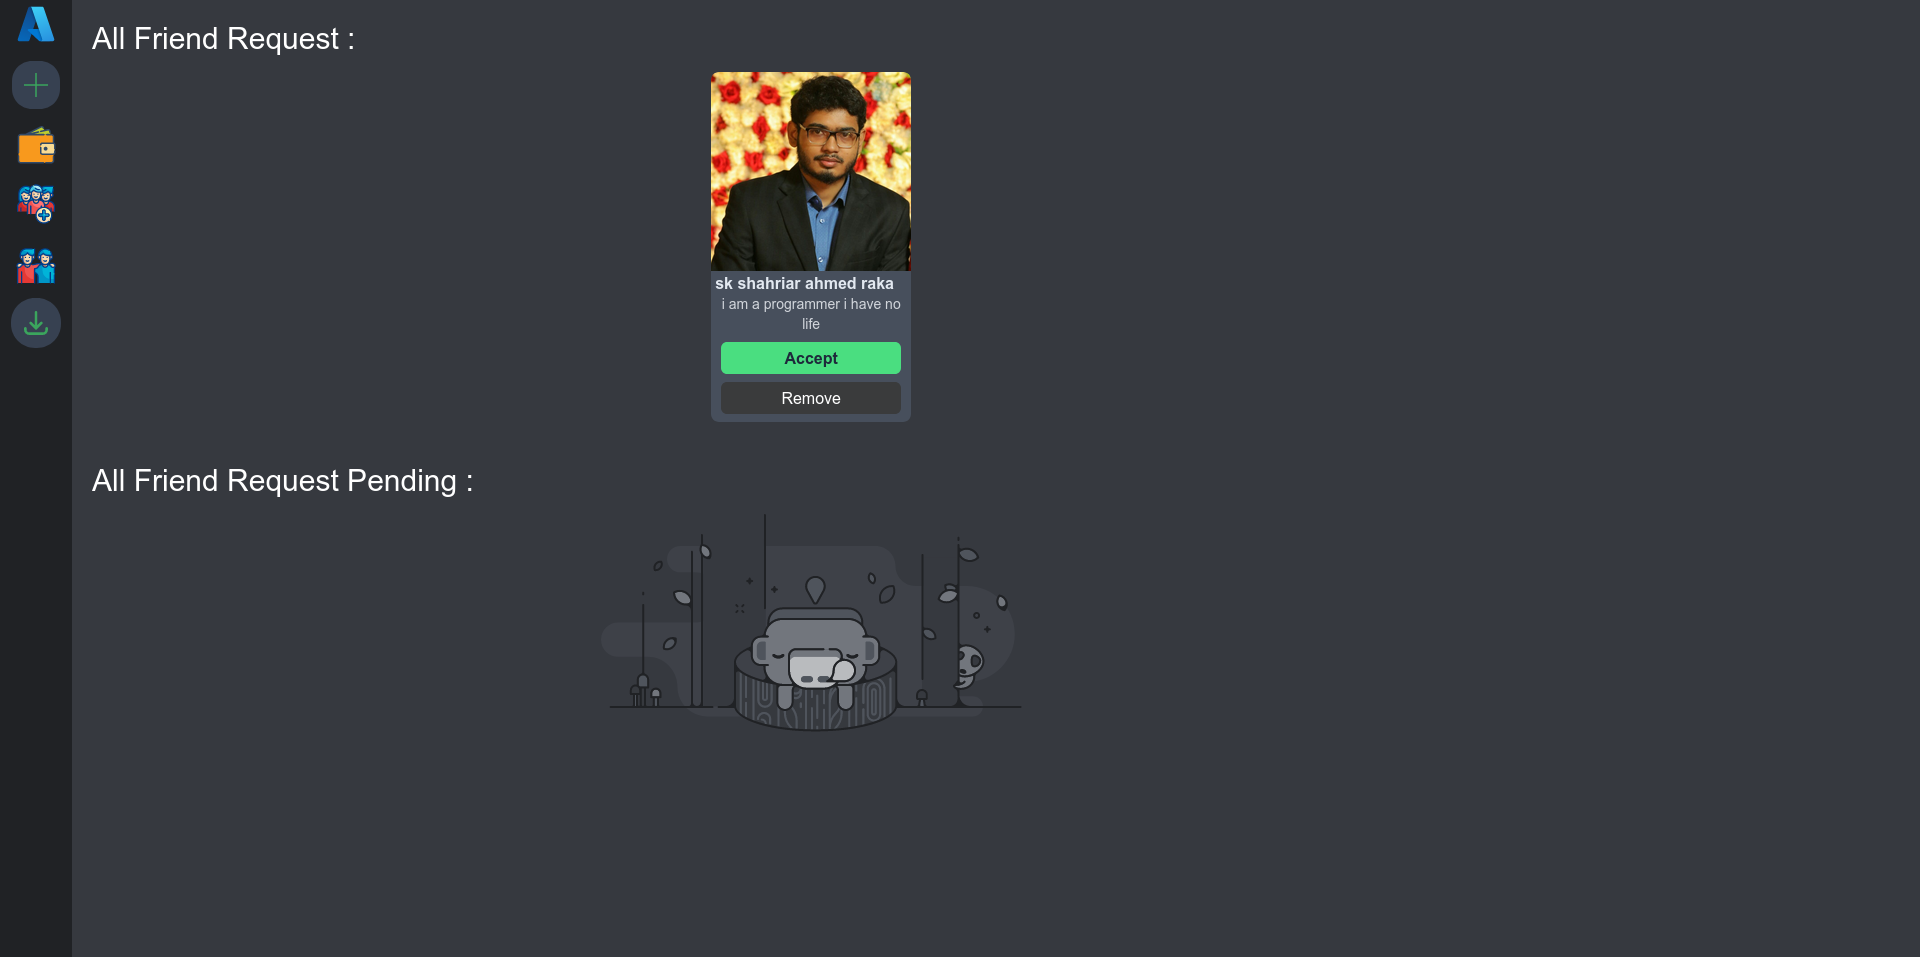 All Friend Request :
sk shahriar ahmed raka
i am a programmer i have no
life
Accept
Remove
All Friend Request Pending :